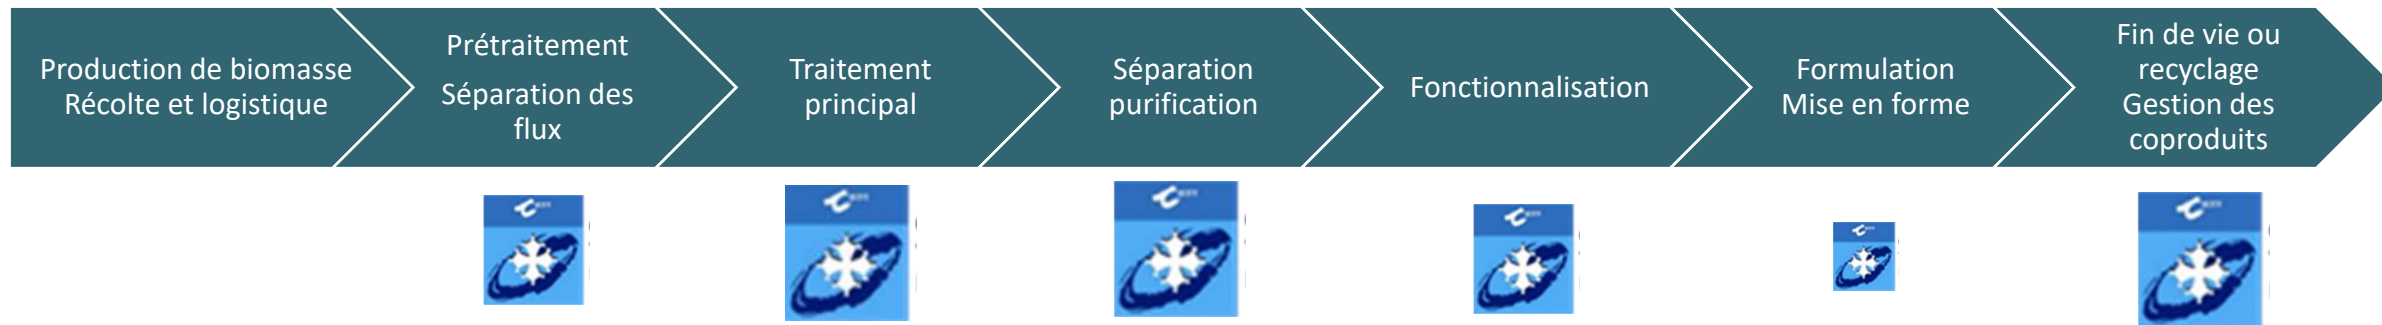 Production de biomasse
Récolte et logistique
Prétraitement
Séparation des
flux
Traitement
principal
Séparation
purification
Fonctionnalisation
Formulation
Mise en forme
Fin de vie ou
recyclage
Gestion des
coproduits